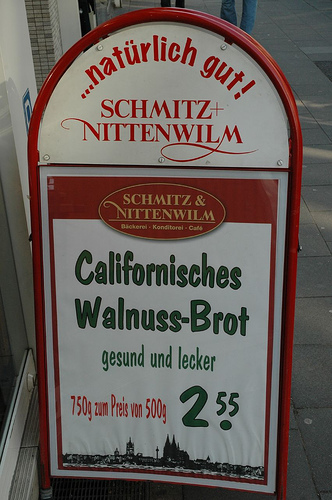 ...natürlich gut!
SCHMITZ+
NITTENWILM
SCHMITZ &
NITTENWILM
Bäckerei · Konditorei · Café
Californisches
Walnuss-Brot
gesund und lecker
750g zum Preis von 500g 2.55